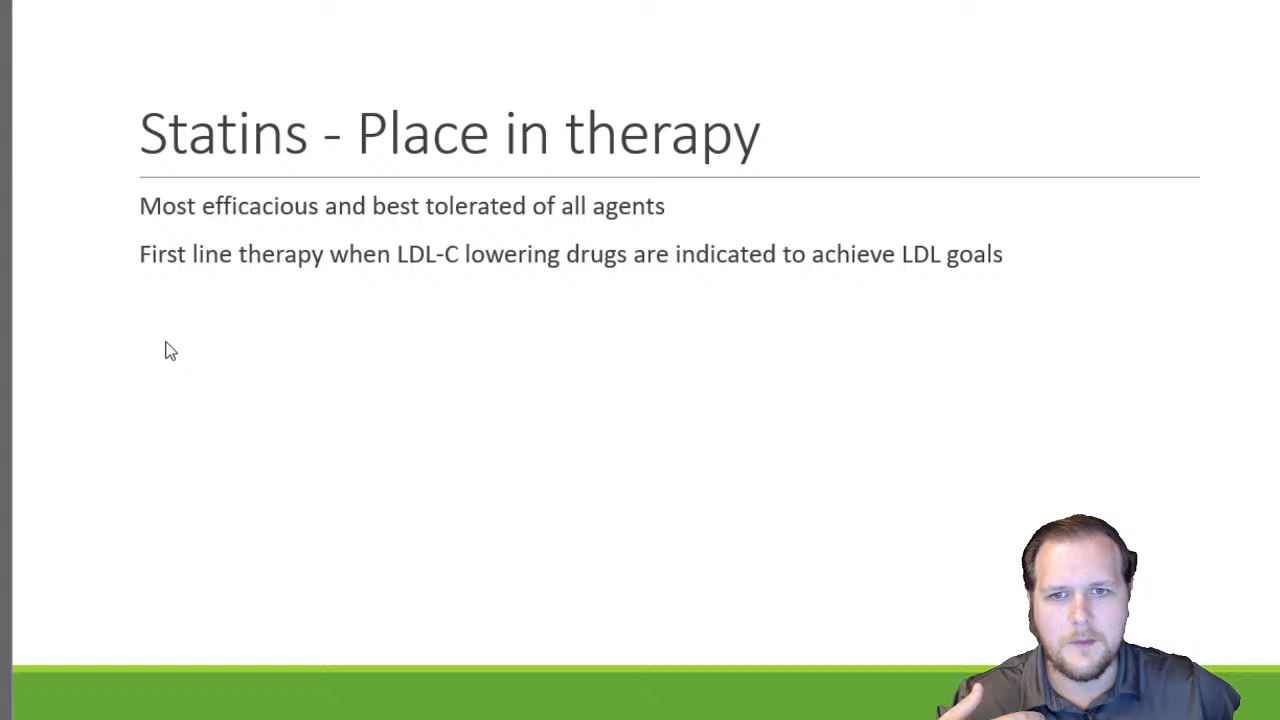 Statins - Place in therapy
Most efficacious and best tolerated of all agents
First line therapy when LDL-C lowering drugs are indicated to achieve LDL goals